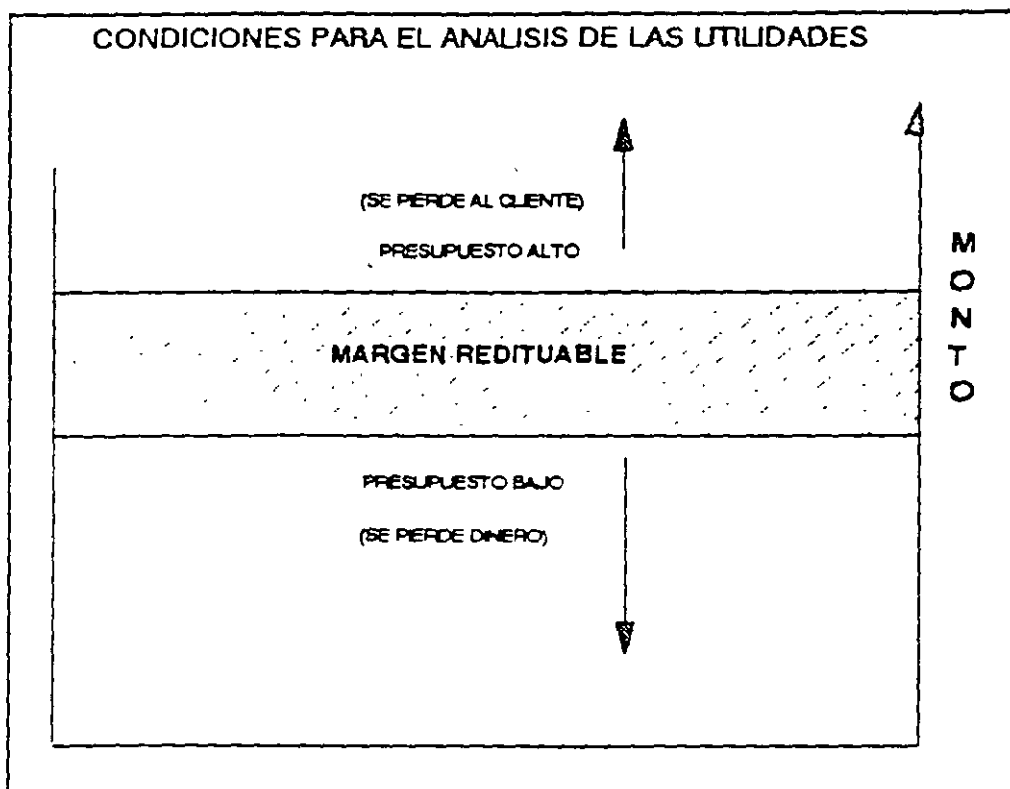 CONDICIONES PARA EL ANALISIS DE LAS UTILIDADES
(SE PIERDE AL CLIENTE)
PRESUPUESTO ALTO
MARGEN REDITUABLE
PRESUPUESTO BAJO
(SE PIERDE DINERO)
MONTO